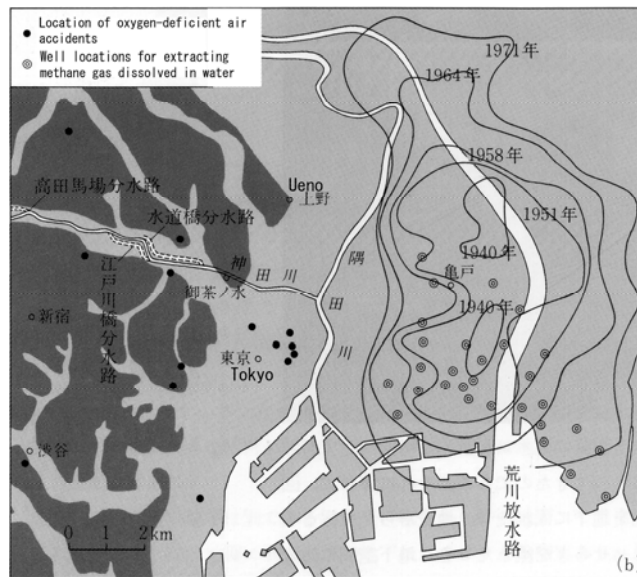 Location of oxygen-deficient air
accidents
Well locations for extracting
methane gas dissolved in water
1971年
1964年
1958年
1951年
1940年
1940年
高田馬場分水路
水道橋分水路
江戸川橋分水路
Ueno
上野
神田川
隅田川
御茶ノ水
亀戸
新宿
東京
Tokyo
渋谷
荒川放水路
0 1 2km
(b)